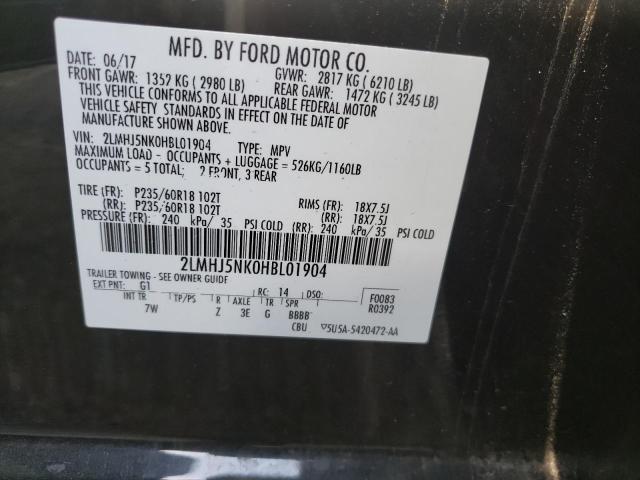 MFD. BY FORD MOTOR CO.
DATE: 06/17 GVWR: 2817 KG ( 6210 LB)
FRONT GAWR: 1352 KG ( 2980 LB) REAR GAWR: 1472 KG ( 3245 LB)
THIS VEHICLE CONFORMS TO ALL APPLICABLE FEDERAL MOTOR
VEHICLE SAFETY STANDARDS IN EFFECT ON THE DATE OF
MANUFACTURE SHOWN ABOVE.
VIN: 2LMHJ5NK0HBL01904 TYPE: MPV
MAXIMUM LOAD - OCCUPANTS + LUGGAGE = 526KG/1160LB
OCCUPANTS = 5 TOTAL; 2 FRONT, 3 REAR
TIRE (FR): P235/60R18 102T RIMS (FR): 18X7.5J
(RR): P235/60R18 102T (RR): 18X7.5J
PRESSURE (FR): 240 kPa/ 35 PSI COLD (RR): 240 kPa/35 PSI COLD
2LMHJ5NK0HBL01904
TRAILER TOWING - SEE OWNER GUIDE
EXT PNT: G1 RC: 14 DSO: F0083
INT TR TP/PS R AXLE TR SPR R0392
7W Z 3E G BBBB
CBU 5U5A-5420472-AA